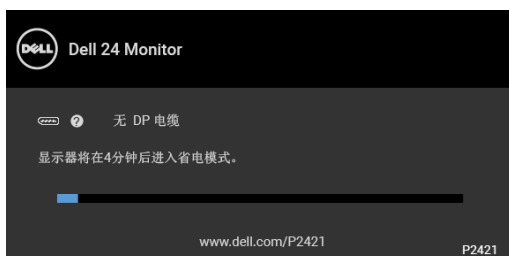 DELL Dell 24 Monitor
无 DP 电缆
显示器将在4分钟后进入省电模式。
www.dell.com/P2421
P2421